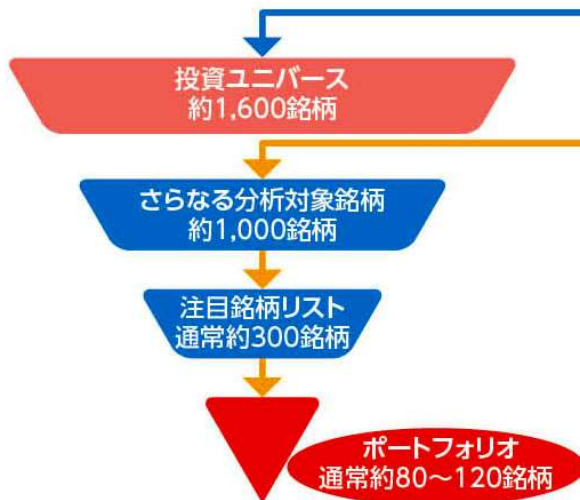 投資ユニバース
約1,600銘柄
さらなる分析対象銘柄
約1,000銘柄
注目銘柄リスト
通常約300銘柄
ポートフォリオ
通常約80～120銘柄